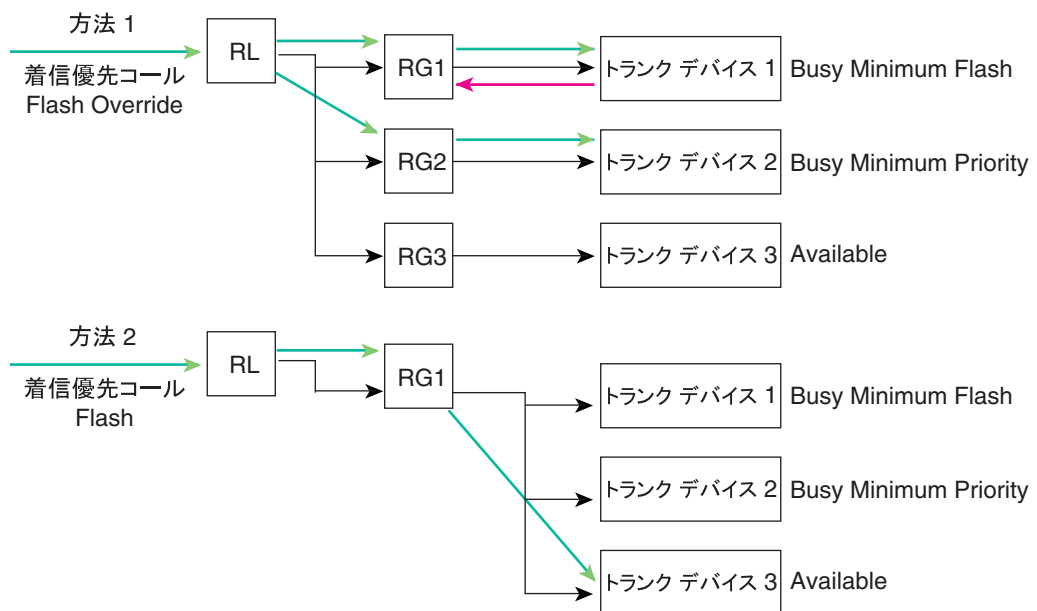 方法 1
着信優先コール
Flash Override
RL
RG1
トランク デバイス 1
Busy Minimum Flash
RG2
トランク デバイス 2
Busy Minimum Priority
RG3
トランク デバイス 3
Available
方法 2
着信優先コール
Flash
RL
RG1
トランク デバイス 1
Busy Minimum Flash
トランク デバイス 2
Busy Minimum Priority
トランク デバイス 3
Available